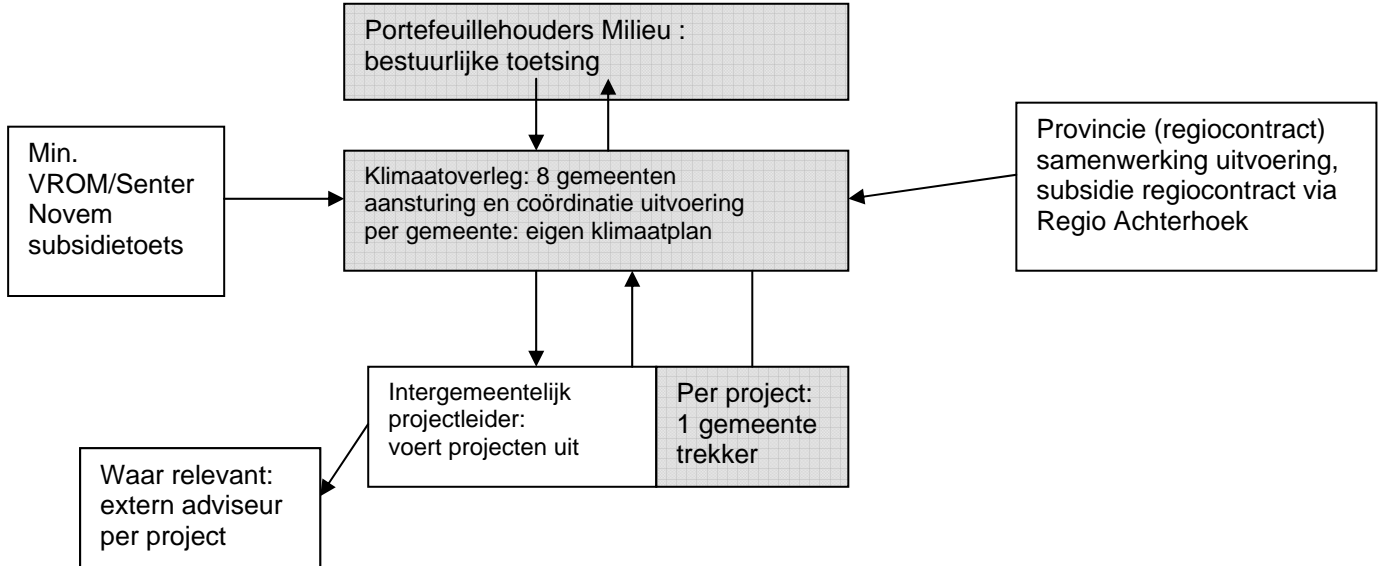 Portefeuillehouders Milieu :
bestuurlijke toetsing
Min.
VROM/Senter
Novem
subsidietoets
Klimaatoverleg: 8 gemeenten
aansturing en coördinatie uitvoering
per gemeente: eigen klimaatplan
Provincie (regiocontract)
samenwerking uitvoering,
subsidie regiocontract via
Regio Achterhoek
Intergemeentelijk
projectleider:
voert projecten uit
Per project:
1 gemeente
trekker
Waar relevant:
extern adviseur
per project